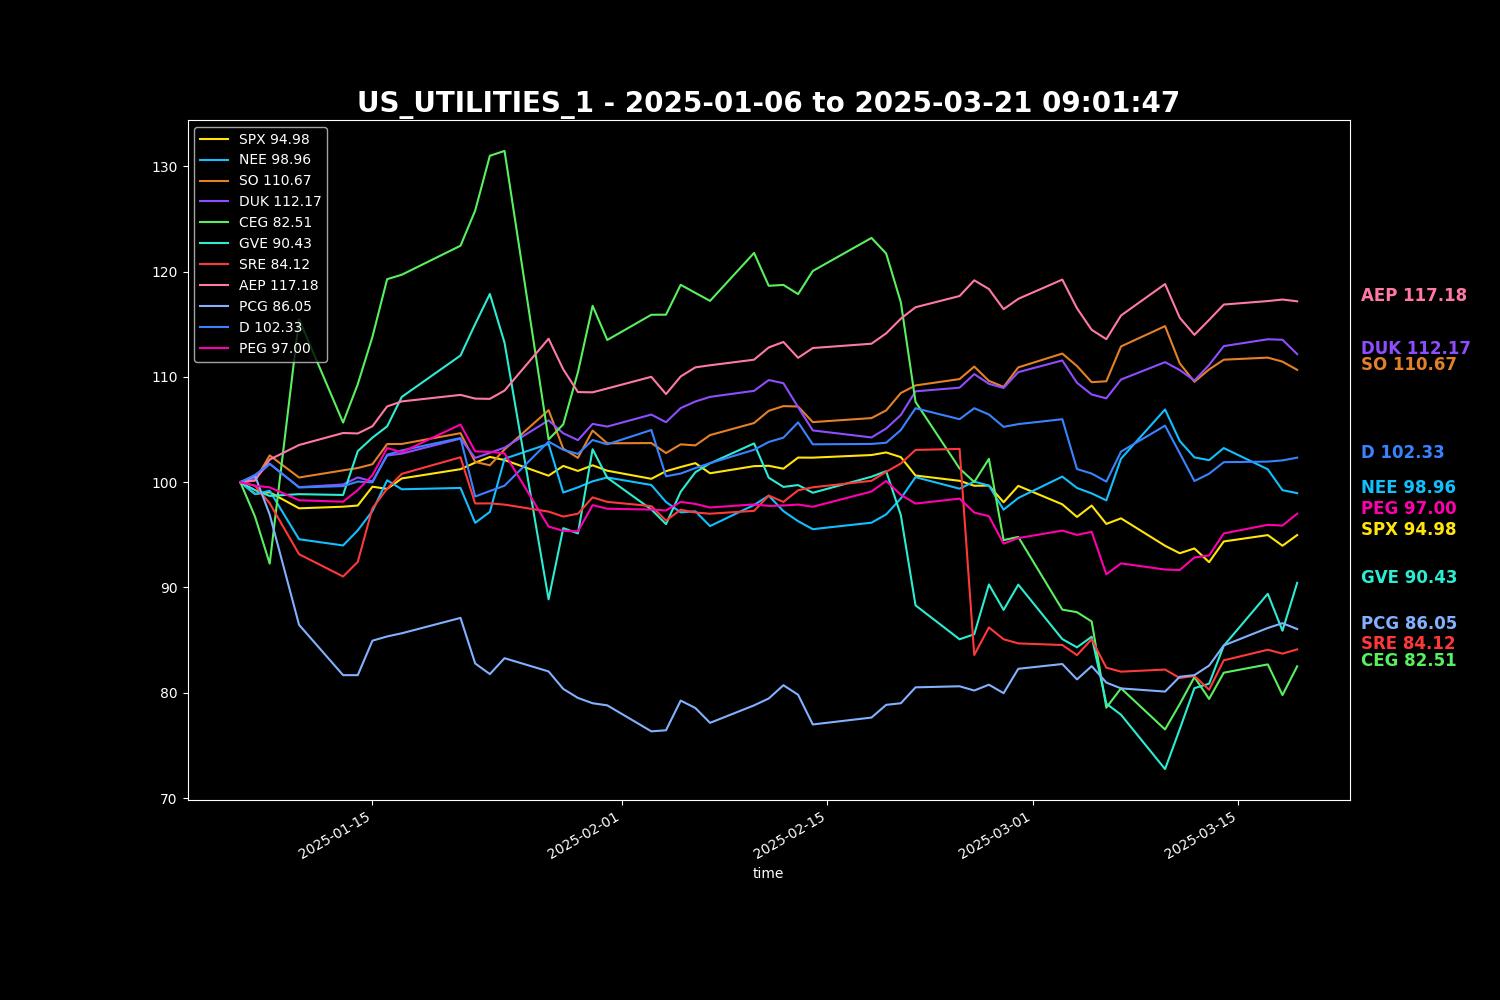 US_UTILITIES_1 - 2025-01-06 to 2025-03-21 09:01:47
SPX 94.98
NEE 98.96
SO 110.67
DUK 112.17
CEG 82.51
GVE 90.43
SRE 84.12
AEP 117.18
PCG 86.05
D 102.33
PEG 97.00
130
120
110
100
90
80
70
AEP 117.18
DUK 112.17
SO 110.67
D 102.33
NEE 98.96
PEG 97.00
SPX 94.98
GVE 90.43
PCG 86.05
SRE 84.12
CEG 82.51
2025-01-15
2025-02-01
2025-02-15
2025-03-01
2025-03-15
time